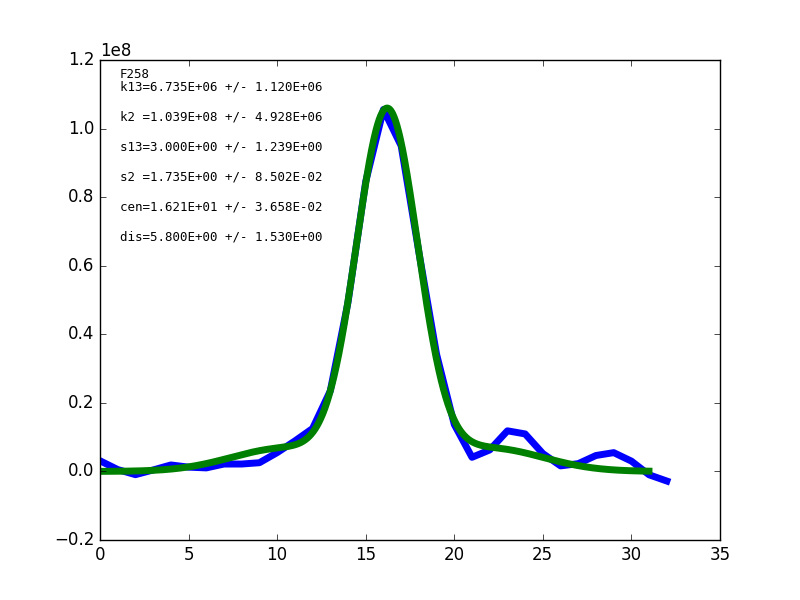 1e8
F258
k13=6.735E+06 +/- 1.120E+06
k2 =1.039E+08 +/- 4.928E+06
s13=3.000E+00 +/- 1.239E+00
s2 =1.735E+00 +/- 8.502E-02
cen=1.621E+01 +/- 3.658E-02
dis=5.800E+00 +/- 1.530E+00
1.2
1.0
0.8
0.6
0.4
0.2
0.0
−0.2
0 5 10 15 20 25 30 35